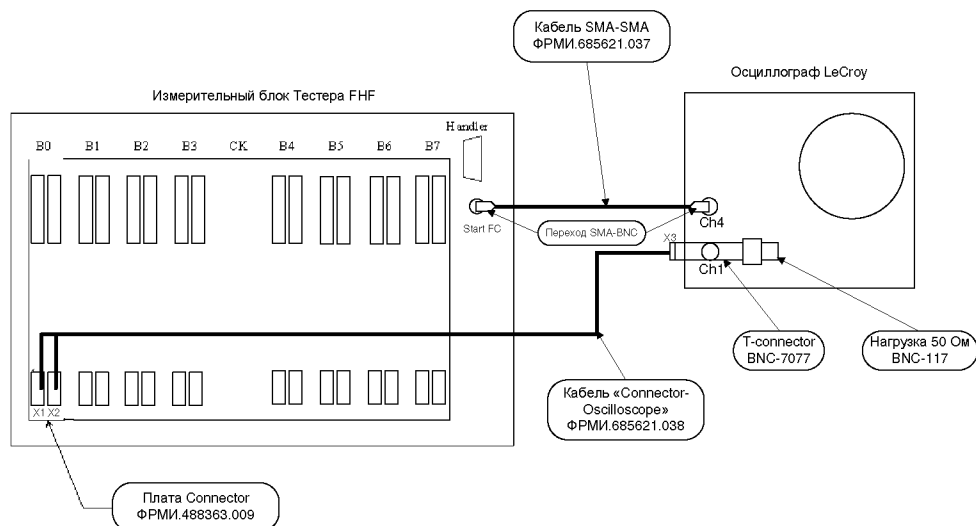 Кабель SMA-SMA
ФРМИ.685621.037
Осциллограф LeCroy
Измерительный блок Тестера FHF
Handler
B0 B1 B2 B3 CK B4 B5 B6 B7
Start FC
Переход SMA-BNC
Ch4
X3
Ch1
T-connector
BNC-7077
Нагрузка 50 Ом
BNC-117
X1 X2
Кабель «Connector-
Oscilloscope»
ФРМИ.685621.038
Плата Connector
ФРМИ.488363.009